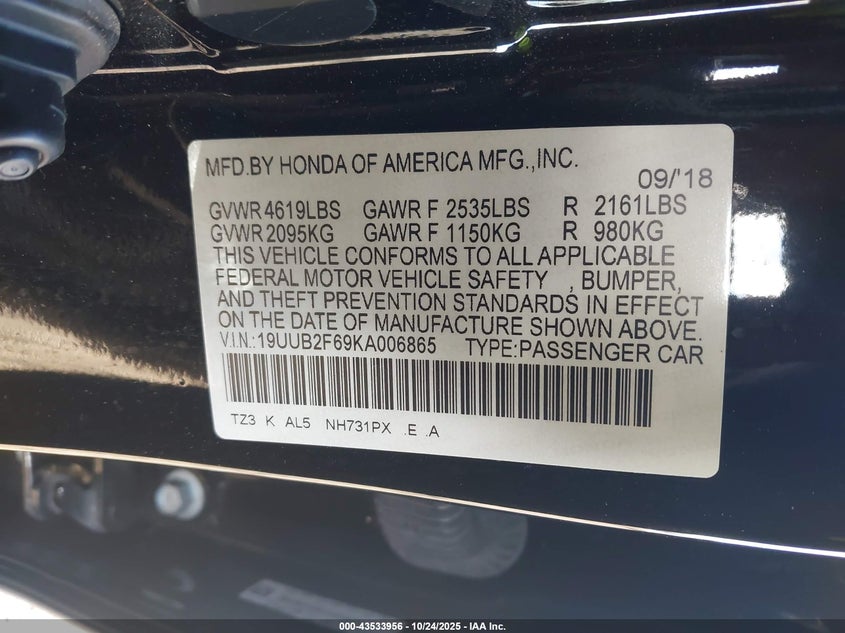 MFD.BY HONDA OF AMERICA MFG.,INC.
09/'18
GVWR 4619LBS GAWR F 2535LBS R 2161LBS
GVWR 2095KG GAWR F 1150KG R 980KG
THIS VEHICLE CONFORMS TO ALL APPLICABLE
FEDERAL MOTOR VEHICLE SAFETY , BUMPER,
AND THEFT PREVENTION STANDARDS IN EFFECT
ON THE DATE OF MANUFACTURE SHOWN ABOVE.
V.I.N.:19UUB2F69KA006865 TYPE:PASSENGER CAR
TZ3 K AL5 NH731PX .E .A
000-43533956 - 10/24/2025 - IAA Inc.